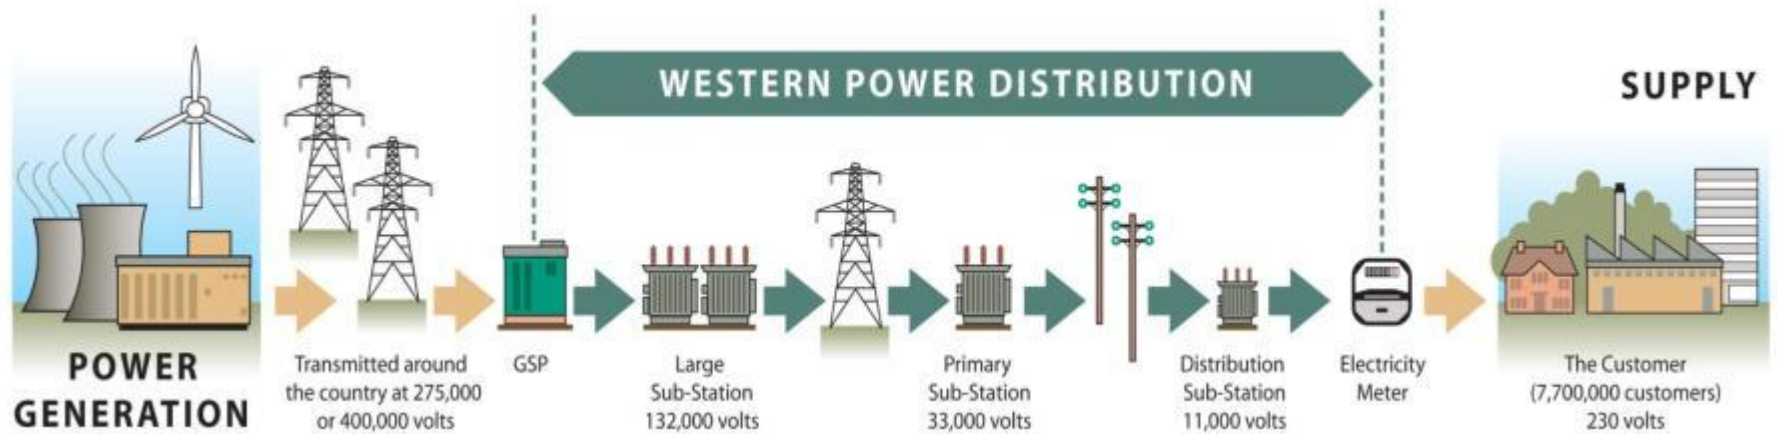 WESTERN POWER DISTRIBUTION
SUPPLY
POWER
GENERATION
Transmitted around
the country at 275,000
or 400,000 volts
GSP
Large
Sub-Station
132,000 volts
Primary
Sub-Station
33,000 volts
Distribution
Sub-Station
11,000 volts
Electricity
Meter
The Customer
(7,700,000 customers)
230 volts